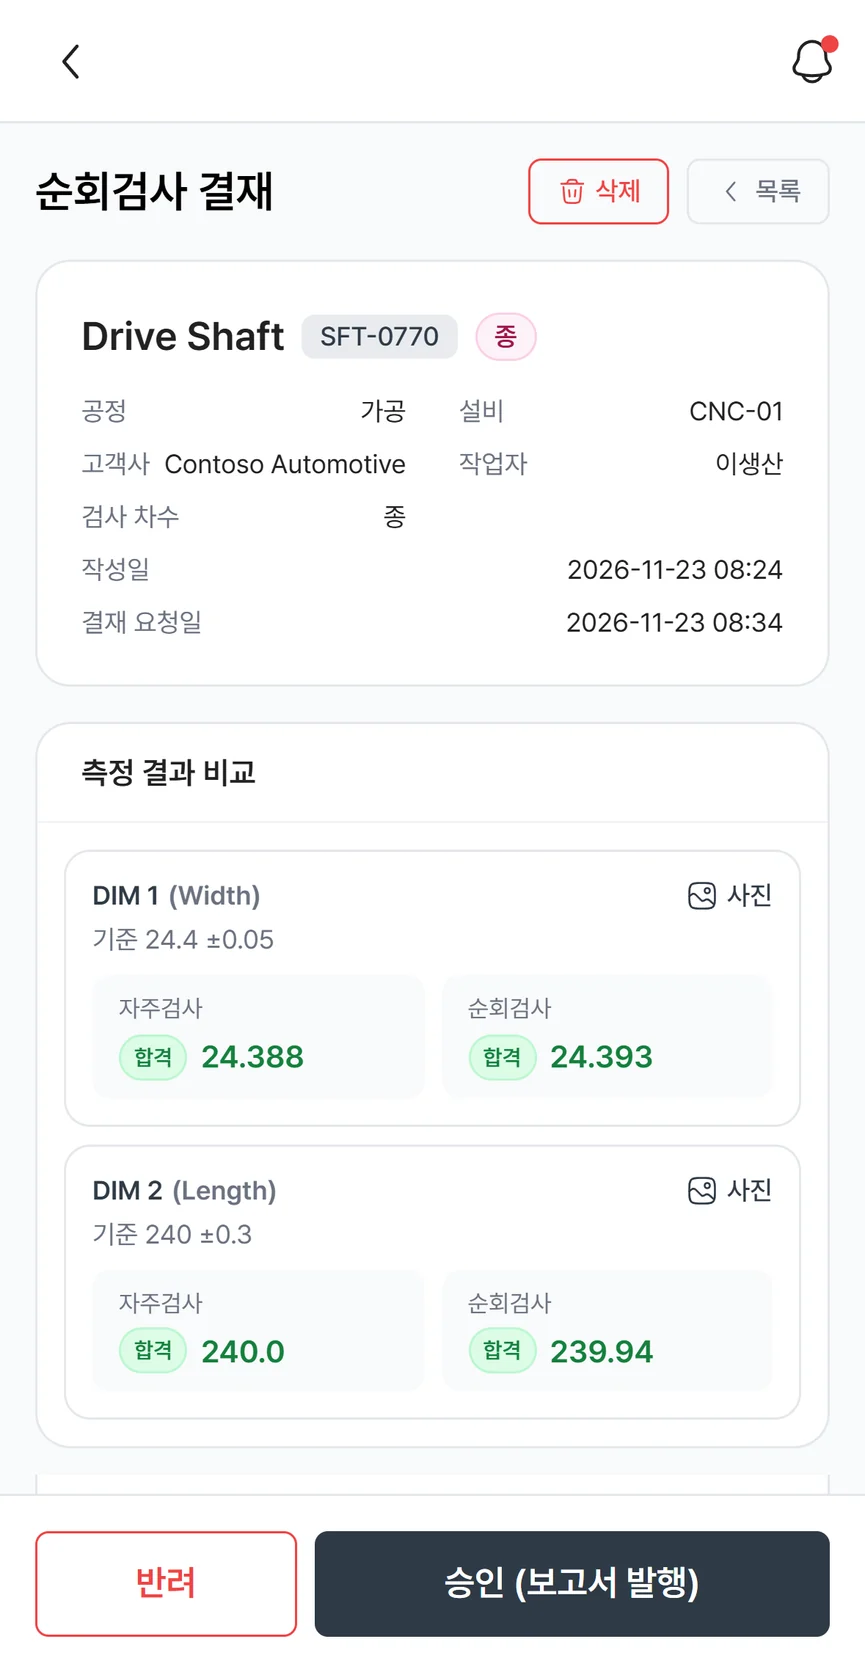 순회검사 결재
삭제
목록
Drive Shaft SFT-0770 종
공정 가공 설비 CNC-01
고객사 Contoso Automotive 작업자 이생산
검사 차수 종
작성일 2026-11-23 08:24
결재 요청일 2026-11-23 08:34
측정 결과 비교
DIM 1 (Width) 사진
기준 24.4 ±0.05
자주검사 순회검사
합격 24.388 합격 24.393
DIM 2 (Length) 사진
기준 240 ±0.3
자주검사 순회검사
합격 240.0 합격 239.94
반려 승인 (보고서 발행)